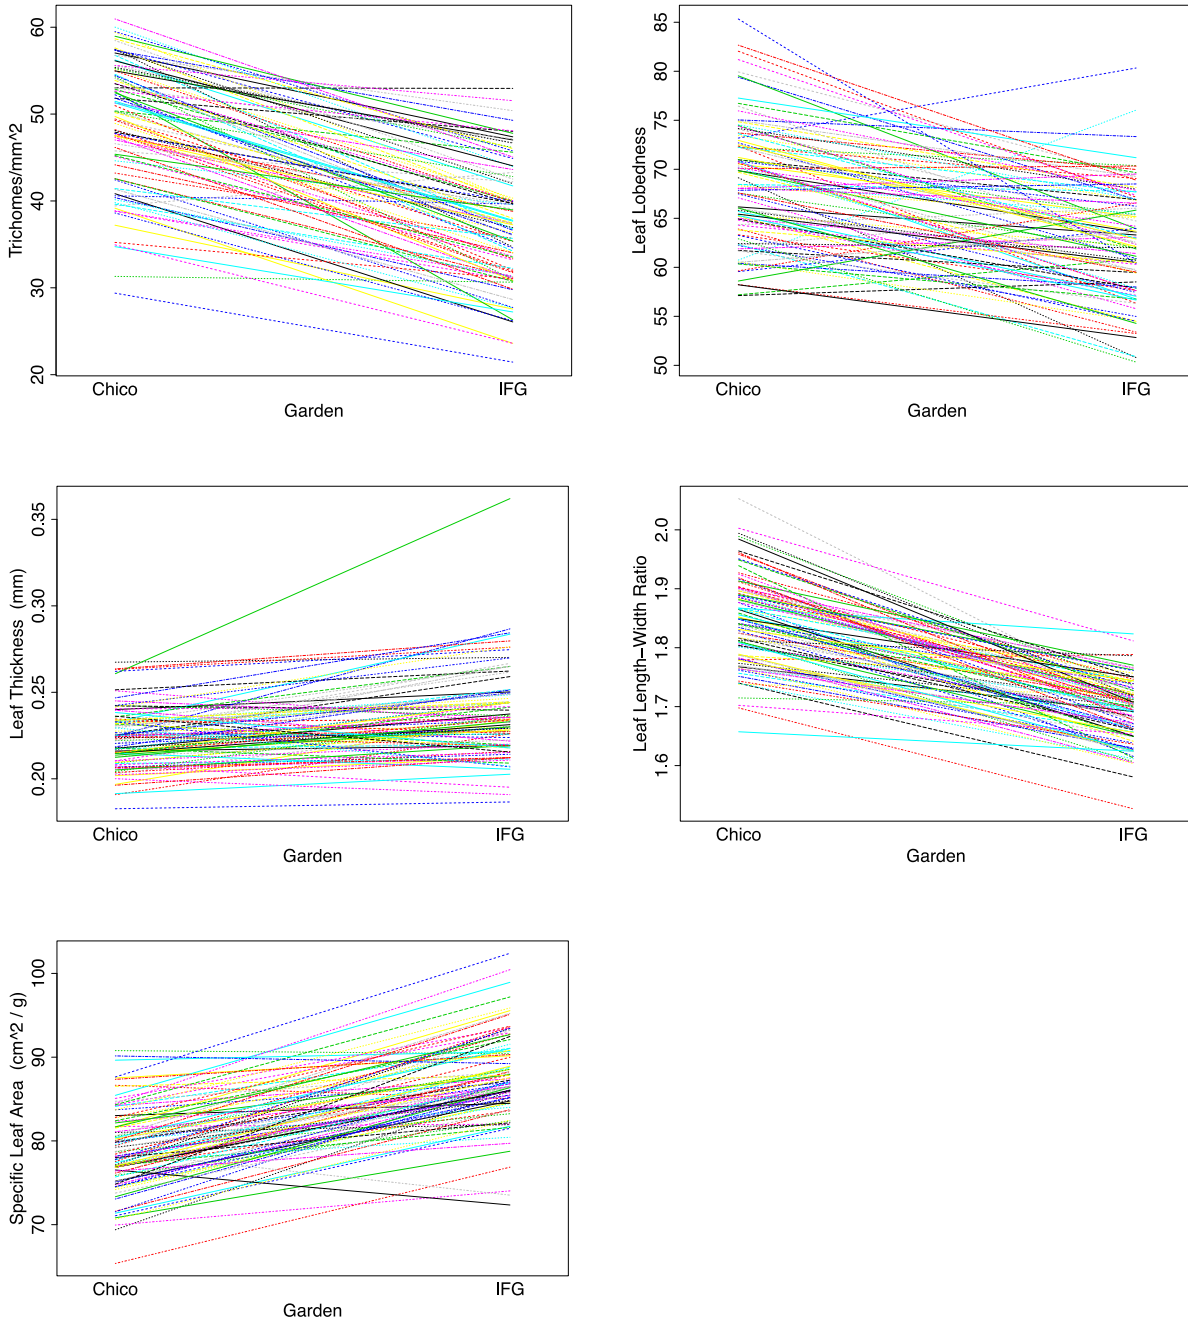 Trichomes/mm^2
60
50
40
30
20
Chico
IFG
Garden
Leaf Lobedness
85
80
75
70
65
60
55
50
Chico
IFG
Garden
Leaf Thickness (mm)
0.35
0.30
0.25
0.20
Chico
IFG
Garden
Leaf Length−Width Ratio
2.0
1.9
1.8
1.7
1.6
Chico
IFG
Garden
Specific Leaf Area (cm^2 / g)
100
90
80
70
Chico
IFG
Garden